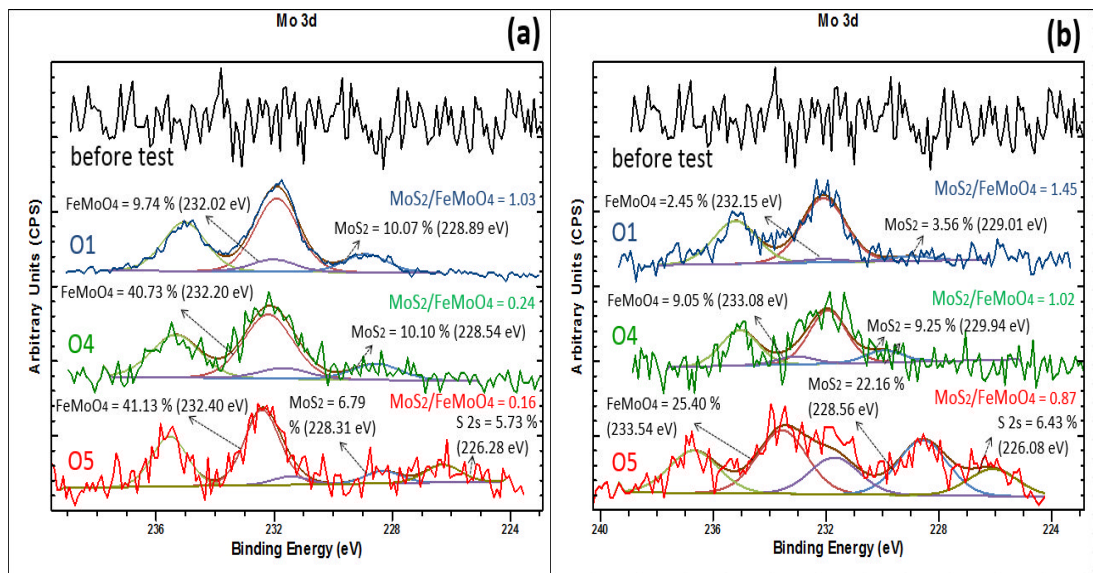 Mo 3d
(a)
before test
FeMoO₄ = 9.74 % (232.02 eV)
MoS₂/FeMoO₄ = 1.03
MoS₂ = 10.07 % (228.89 eV)
O1
FeMoO₄ = 40.73 % (232.20 eV)
MoS₂/FeMoO₄ = 0.24
MoS₂ = 10.10 % (228.54 eV)
O4
FeMoO₄ = 41.13 % (232.40 eV)
MoS₂ = 6.79
% (228.31 eV)
MoS₂/FeMoO₄ = 0.16
S 2s = 5.73 %
(226.28 eV)
O5
Arbitrary Units (CPS)
236 232 228 224
Binding Energy (eV)
Mo 3d
(b)
before test
MoS₂/FeMoO₄ = 1.45
FeMoO₄ = 2.45 % (232.15 eV)
MoS₂ = 3.56 % (229.01 eV)
O1
FeMoO₄ = 9.05 % (233.08 eV)
MoS₂/FeMoO₄ = 1.02
MoS₂ = 9.25 % (229.94 eV)
O4
MoS₂ = 22.16 %
(228.56 eV)
MoS₂/FeMoO₄ = 0.87
FeMoO₄ = 25.40 %
(233.54 eV)
S 2s = 6.43 %
(226.08 eV)
O5
Arbitrary Units (CPS)
240 236 232 228 224
Binding Energy (eV)